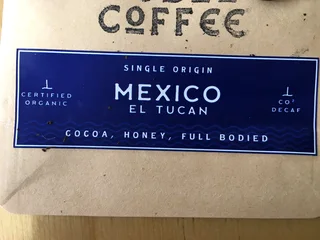 COFFEE
SINGLE ORIGIN
MEXICO
EL TUCAN
CERTIFIED
ORGANIC
CO²
DECAF
COCOA, HONEY, FULL BODIED